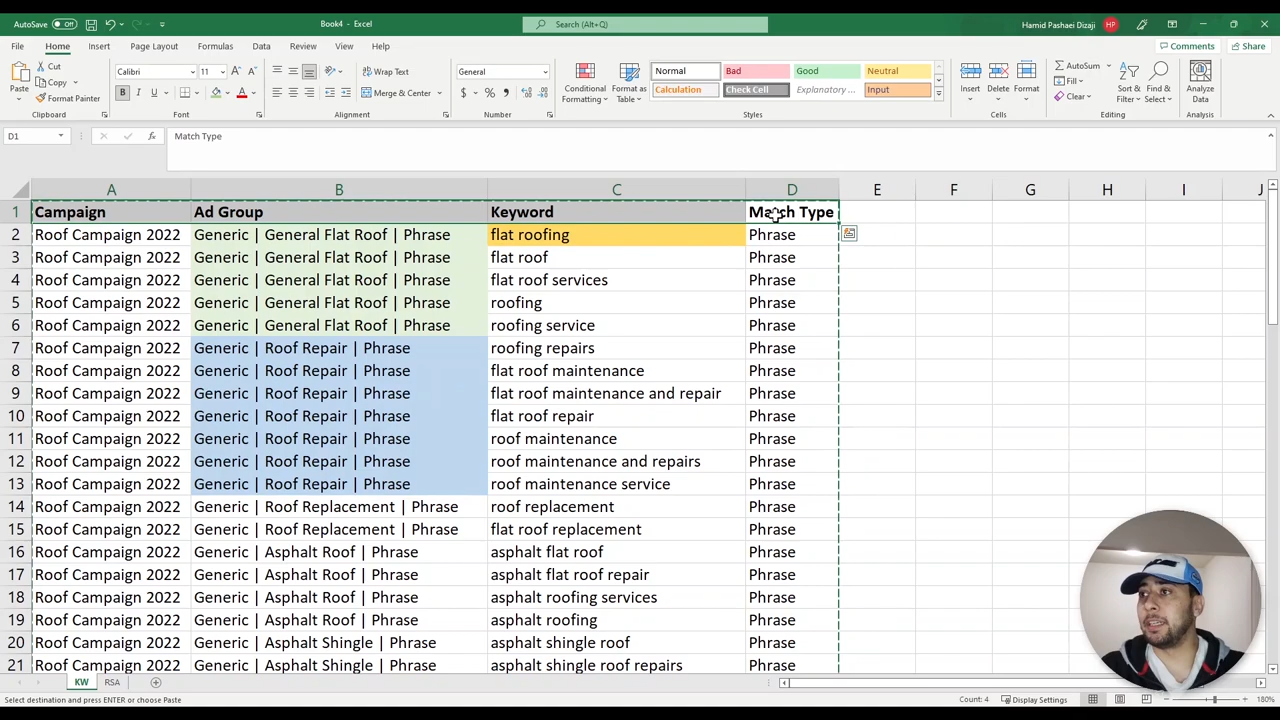 AutoSave Off Book4 - Excel Search (Alt+Q) Hamid Pashaei Dizaji HP
File Home Insert Page Layout Formulas Data Review View Help Comments Share
Paste Cut Copy Format Painter
Calibri 11 B I U
Wrap Text Merge & Center
General $ % ,
Conditional Formatting Format as Table
Normal Bad Good Neutral
Calculation Check Cell Explanatory ... Input
Insert Delete Format
AutoSum Fill Clear Sort & Filter Find & Select Analyze Data
Clipboard Font Alignment Number Styles Cells Editing Analysis
D1 fx Match Type
A B C D E F G H I J
1 Campaign Ad Group Keyword Match Type
2 Roof Campaign 2022 Generic | General Flat Roof | Phrase flat roofing Phrase
3 Roof Campaign 2022 Generic | General Flat Roof | Phrase flat roof Phrase
4 Roof Campaign 2022 Generic | General Flat Roof | Phrase flat roof services Phrase
5 Roof Campaign 2022 Generic | General Flat Roof | Phrase roofing Phrase
6 Roof Campaign 2022 Generic | General Flat Roof | Phrase roofing service Phrase
7 Roof Campaign 2022 Generic | Roof Repair | Phrase roofing repairs Phrase
8 Roof Campaign 2022 Generic | Roof Repair | Phrase flat roof maintenance Phrase
9 Roof Campaign 2022 Generic | Roof Repair | Phrase flat roof maintenance and repair Phrase
10 Roof Campaign 2022 Generic | Roof Repair | Phrase flat roof repair Phrase
11 Roof Campaign 2022 Generic | Roof Repair | Phrase roof maintenance Phrase
12 Roof Campaign 2022 Generic | Roof Repair | Phrase roof maintenance and repairs Phrase
13 Roof Campaign 2022 Generic | Roof Repair | Phrase roof maintenance service Phrase
14 Roof Campaign 2022 Generic | Roof Replacement | Phrase roof replacement Phrase
15 Roof Campaign 2022 Generic | Roof Replacement | Phrase flat roof replacement Phrase
16 Roof Campaign 2022 Generic | Asphalt Roof | Phrase asphalt flat roof Phrase
17 Roof Campaign 2022 Generic | Asphalt Roof | Phrase asphalt flat roof repair Phrase
18 Roof Campaign 2022 Generic | Asphalt Roof | Phrase asphalt roofing services Phrase
19 Roof Campaign 2022 Generic | Asphalt Roof | Phrase asphalt roofing Phrase
20 Roof Campaign 2022 Generic | Asphalt Shingle | Phrase asphalt shingle roof Phrase
21 Roof Campaign 2022 Generic | Asphalt Shingle | Phrase asphalt shingle roof repairs Phrase
KW RSA
Select destination and press ENTER or choose Paste Count: 4 Display Settings 180%